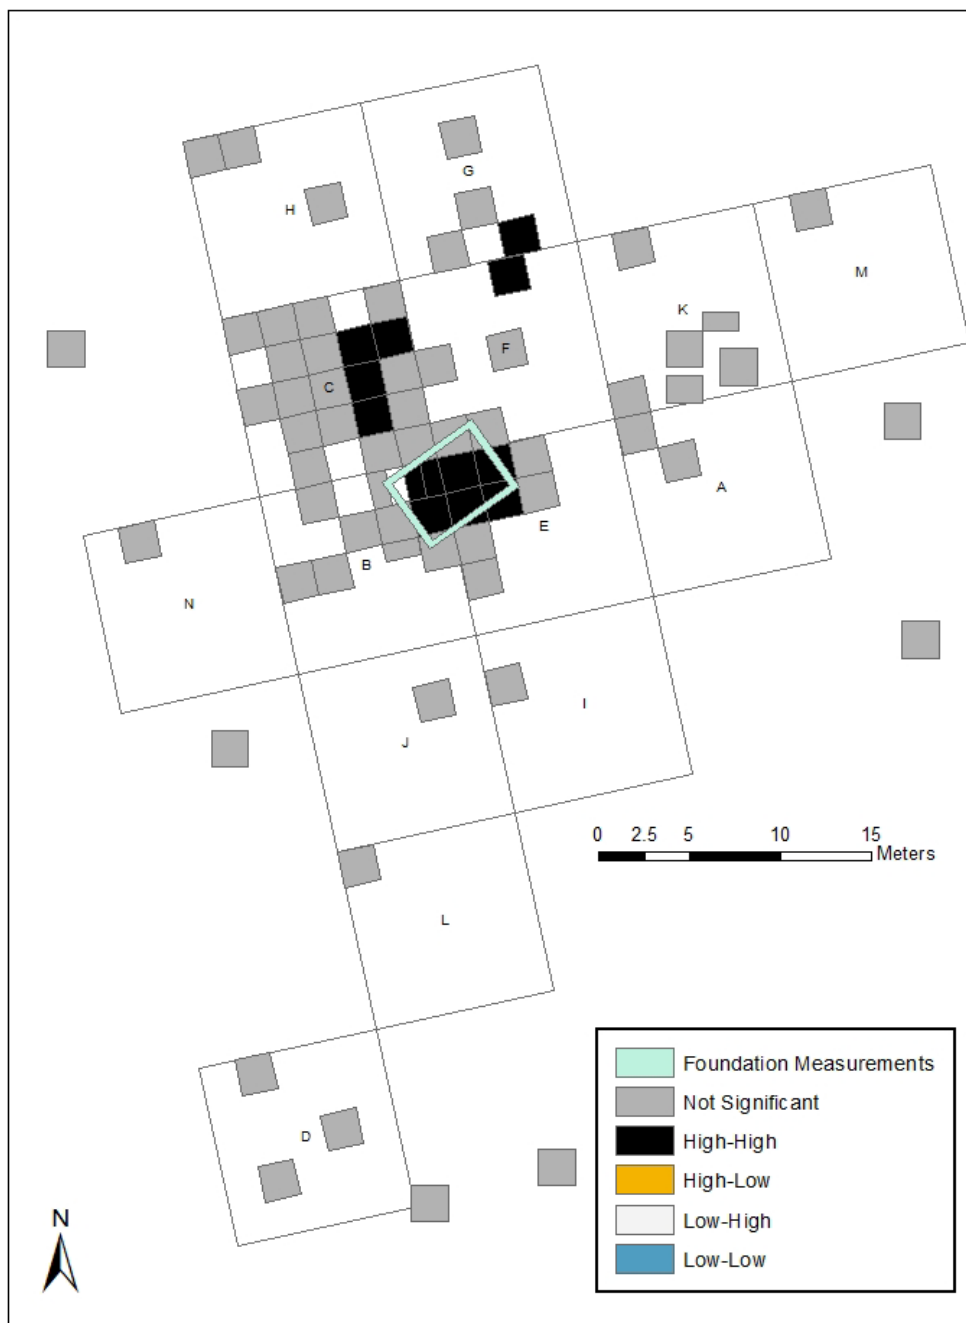 G
H
M
K
F
C
A
E
B
N
I
J
0 2.5 5 10 15
Meters
L
Foundation Measurements
Not Significant
High-High
High-Low
Low-High
Low-Low
D
N